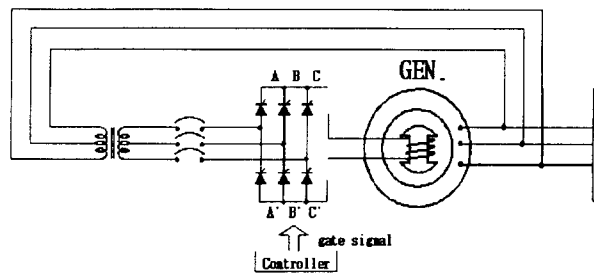 A B C
GEN.
A' B' C'
gate signal
Controller